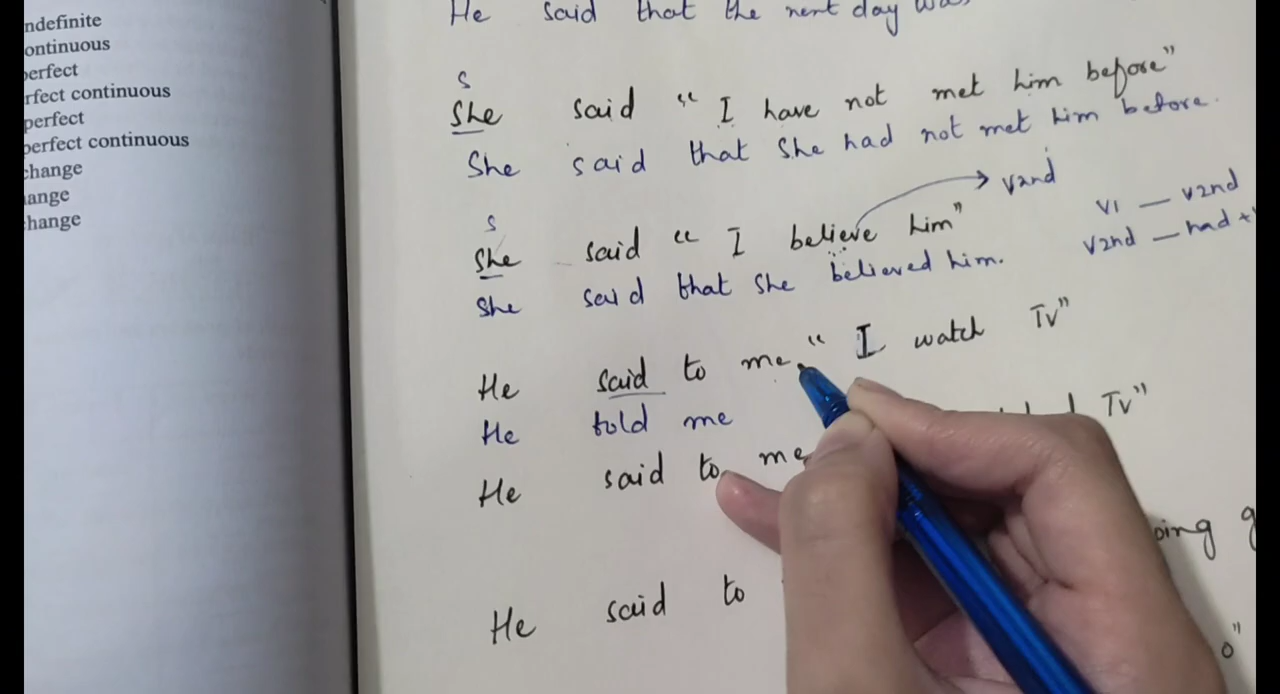 ndefinite
ontinuous
perfect
rfect continuous
perfect
perfect continuous
change
ange
hange
He said that the next day was
S
She said “ I have not met him before”
She said that she had not met him before.
V2nd
V1 — V2nd
S
She said “ I believe him”
V2nd — had +
She said that she believed him.
He said to me “ I watch TV”
He told me
He said to me TV”
oing g
He said to
o”